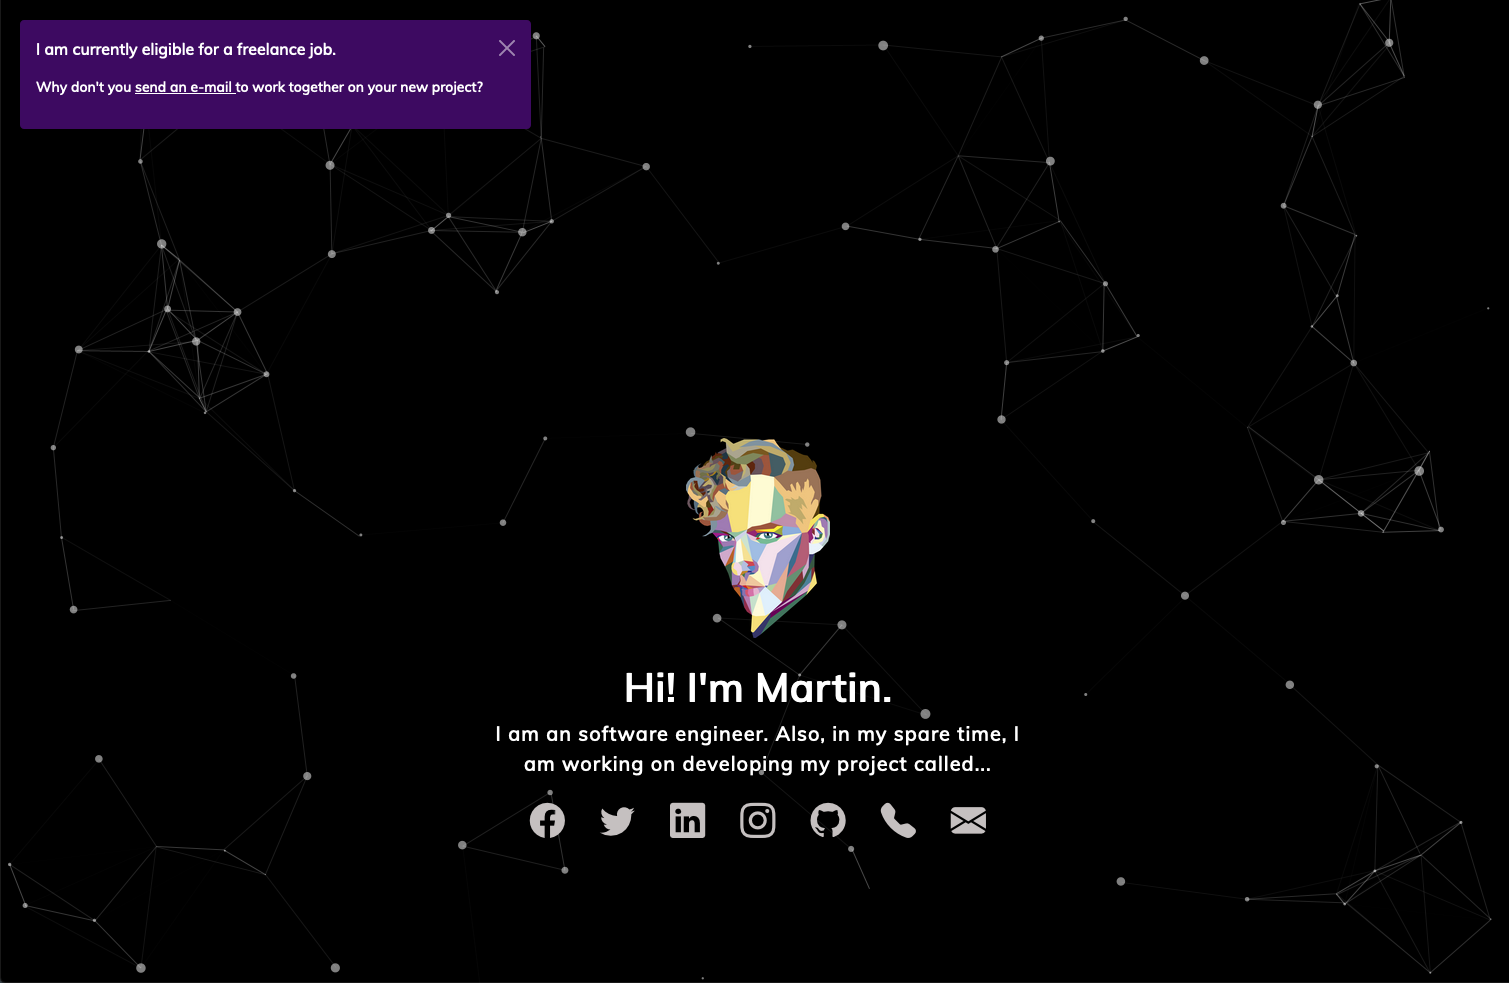 I am currently eligible for a freelance job.
Why don't you send an e-mail to work together on your new project?
Hi! I'm Martin.
I am an software engineer. Also, in my spare time, I
am working on developing my project called...